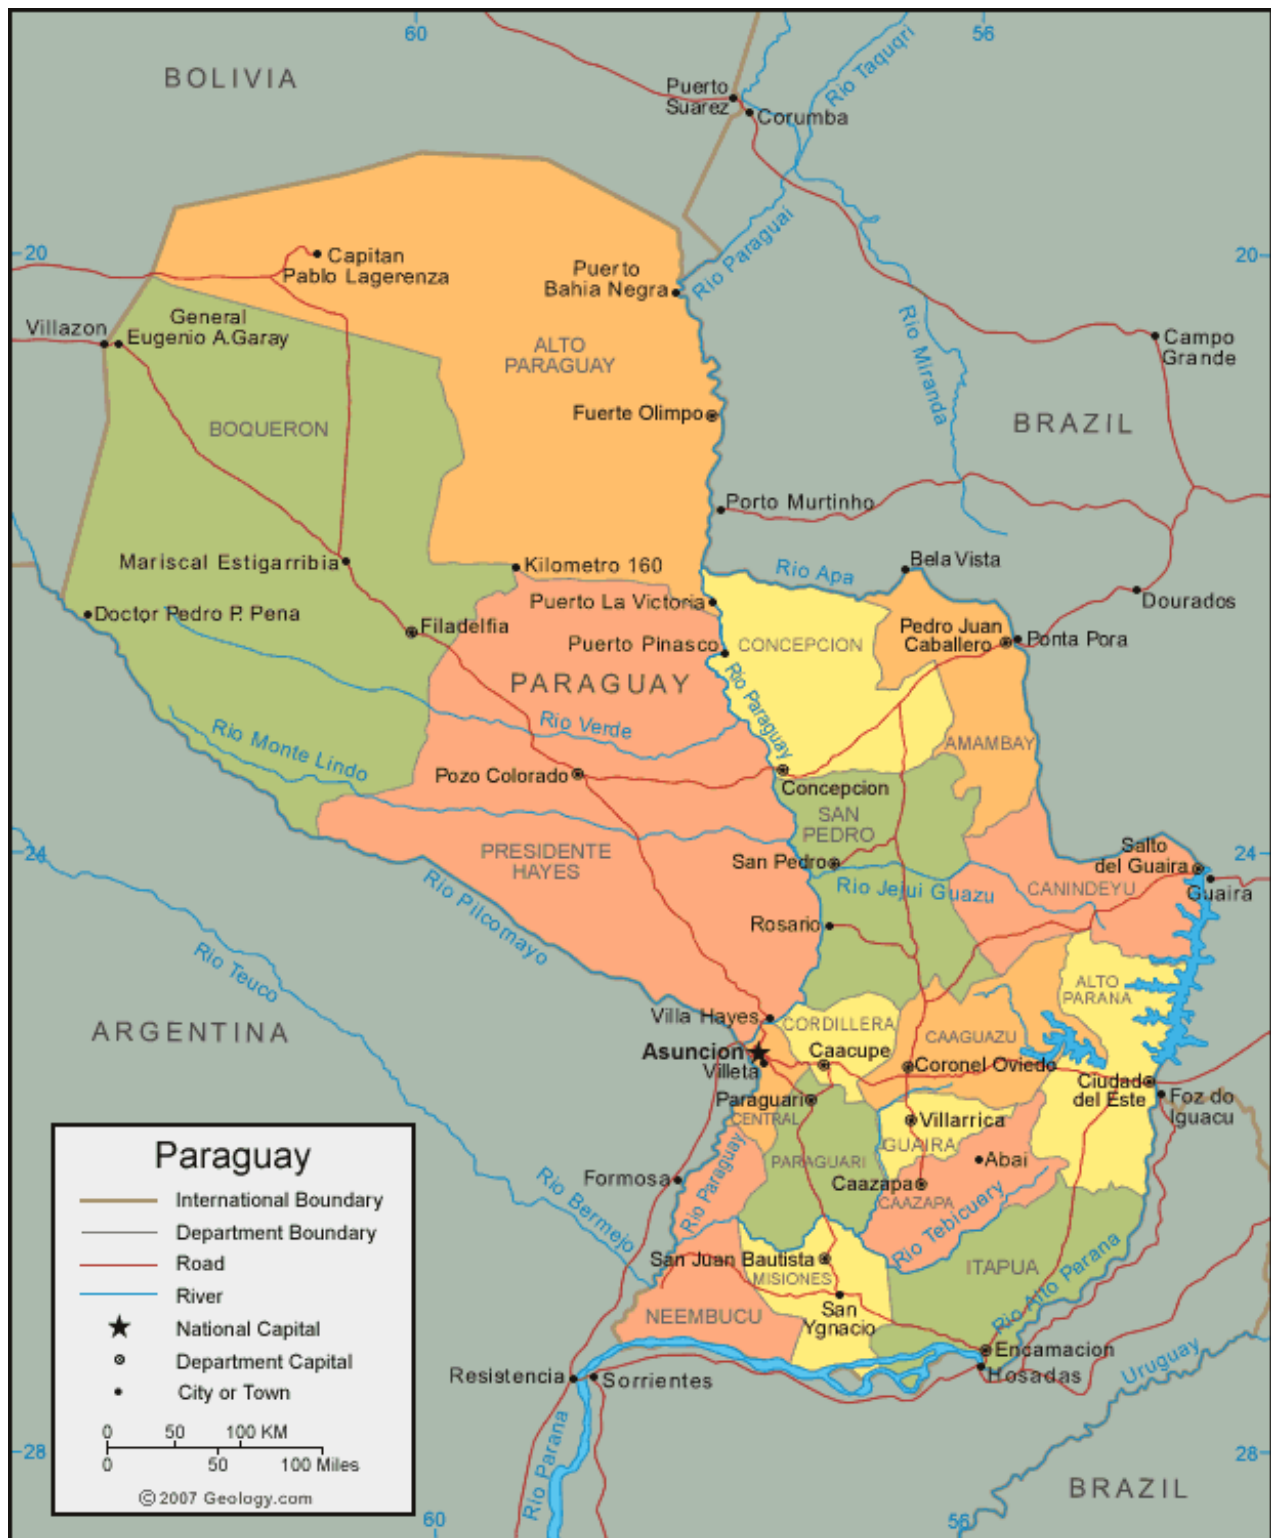 60
56
BOLIVIA
Rio Taquqri
Puerto
Suarez
Corumba
20
20
Capitan
Pablo Lagerenza
Puerto
Bahia Negra
Rio Paraguai
General
Eugenio A.Garay
Villazon
ALTO
PARAGUAY
Rio Miranda
Campo
Grande
Fuerte Olimpo
BOQUERON
BRAZIL
Porto Murtinho
Mariscal Estigarribia
Kilometro 160
Rio Apa
Bela Vista
Doctor Pedro P. Pena
Filadelfia
Puerto La Victoria
Dourados
Puerto Pinasco
CONCEPCION
Pedro Juan
Caballero
Ponta Pora
PARAGUAY
Rio Paraguay
Rio Verde
Rio Monte Lindo
AMAMBAY
Pozo Colorado
Concepcion
SAN
PEDRO
24
24
PRESIDENTE
HAYES
San Pedro
Salto
del Guaira
Rio Jejui Guazu
CANINDEYU
Guaira
Rio Pilcomayo
Rosario
Rio Teuco
ALTO
PARANA
ARGENTINA
Villa Hayes
CORDILLERA
CAAGUAZU
Asuncion
Caacupe
Villeta
Coronel Oviedo
Ciudad
del Este
Foz do
Iguacu
Paraguari
CENTRAL
Villarrica
GUAIRA
PARAGUARI
Abai
Formosa
Rio Paraguay
Caazapa
CAAZAPA
Rio Bermejo
Rio Tebicuary
San Juan Bautista
MISIONES
ITAPUA
Rio Alto Parana
San
Ygnacio
NEEMBUCU
Encamacion
Hosadas
Resistencia
Sorrientes
Uruguay
Rio Parana
28
28
BRAZIL
60
56
Paraguay
International Boundary
Department Boundary
Road
River
National Capital
Department Capital
City or Town
0 50 100 KM
0 50 100 Miles
© 2007 Geology.com